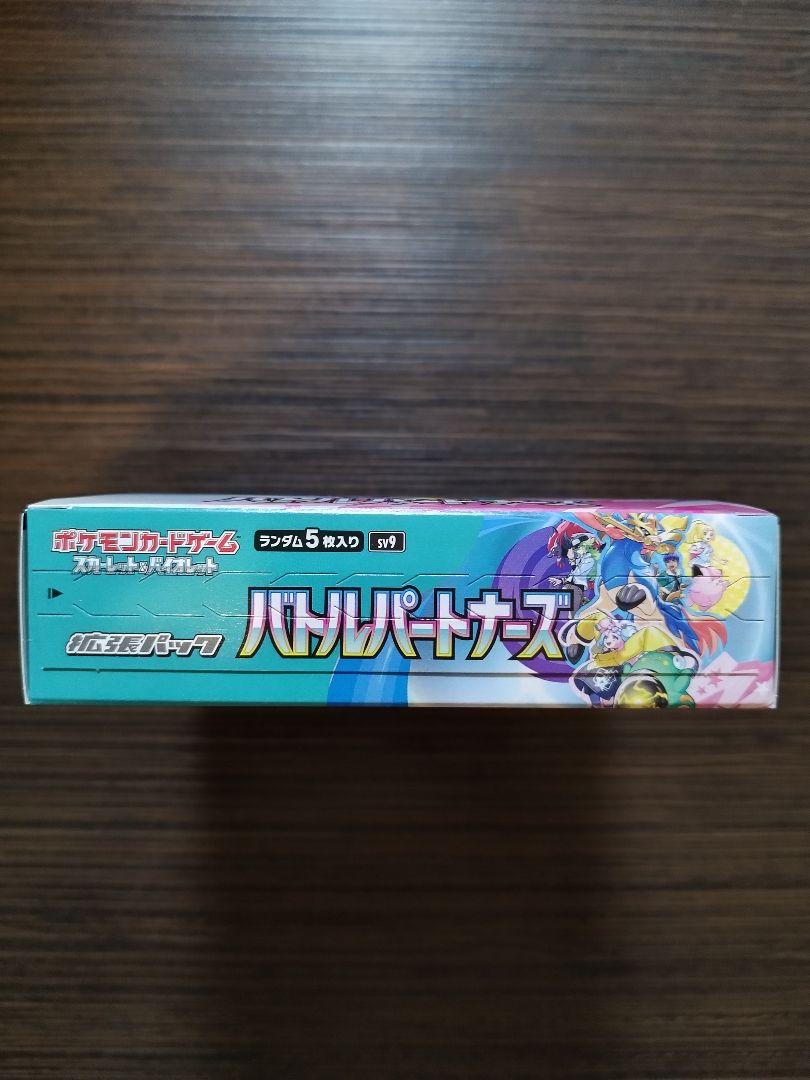 ポケモンカードゲーム
スカーレット&バイオレット
ランダム5枚入り sv9
拡張パック
バトルパートナーズ